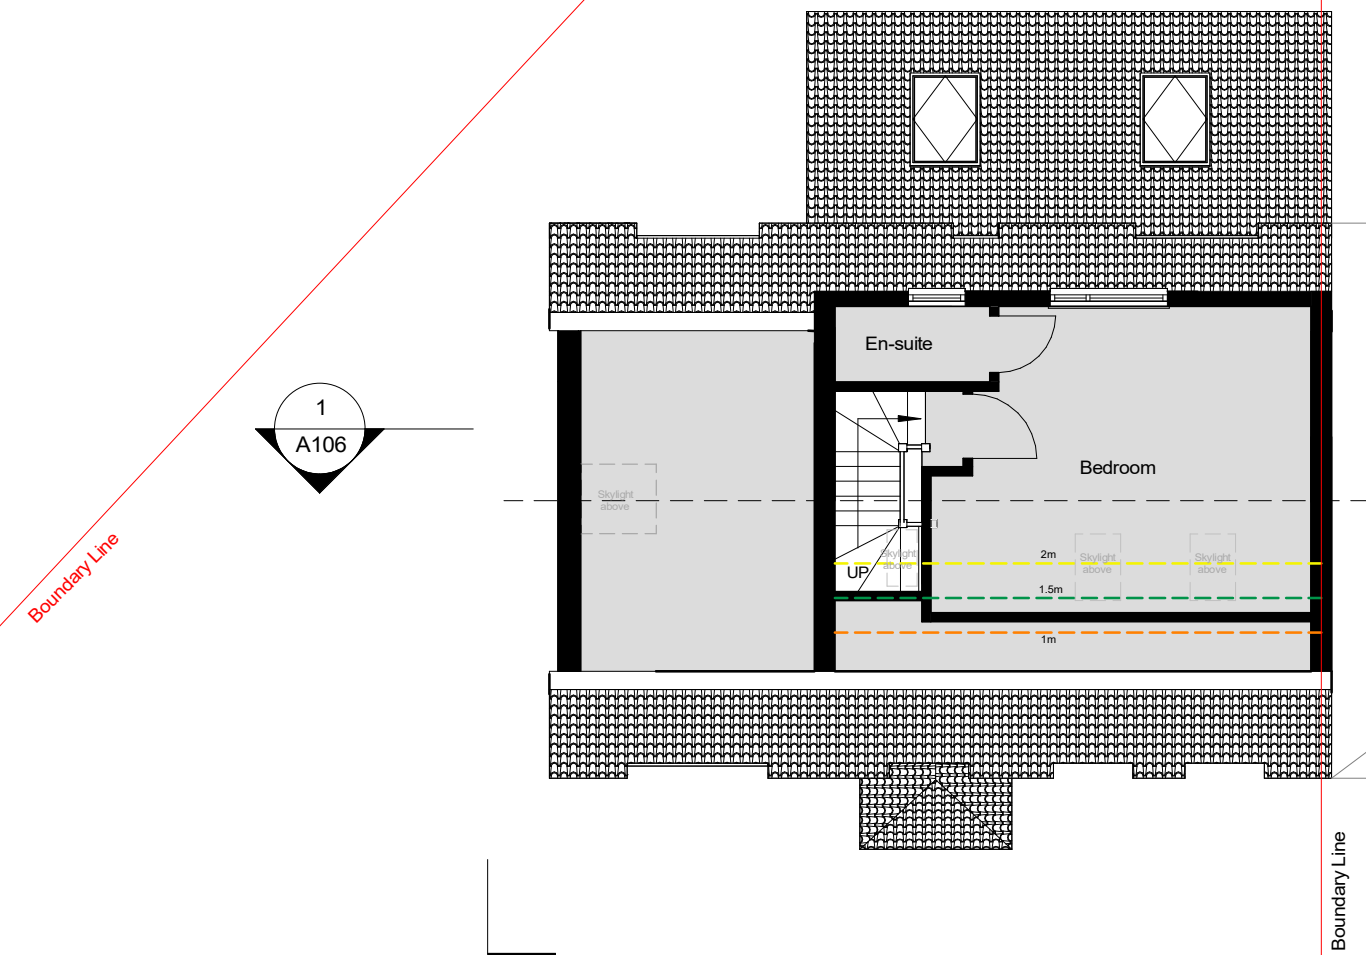 En-suite
1
A106
Bedroom
Skylight
above
Boundary Line
2m
Skylight
above
Skylight
above
Skylight
above
UP
1.5m
1m
Boundary Line